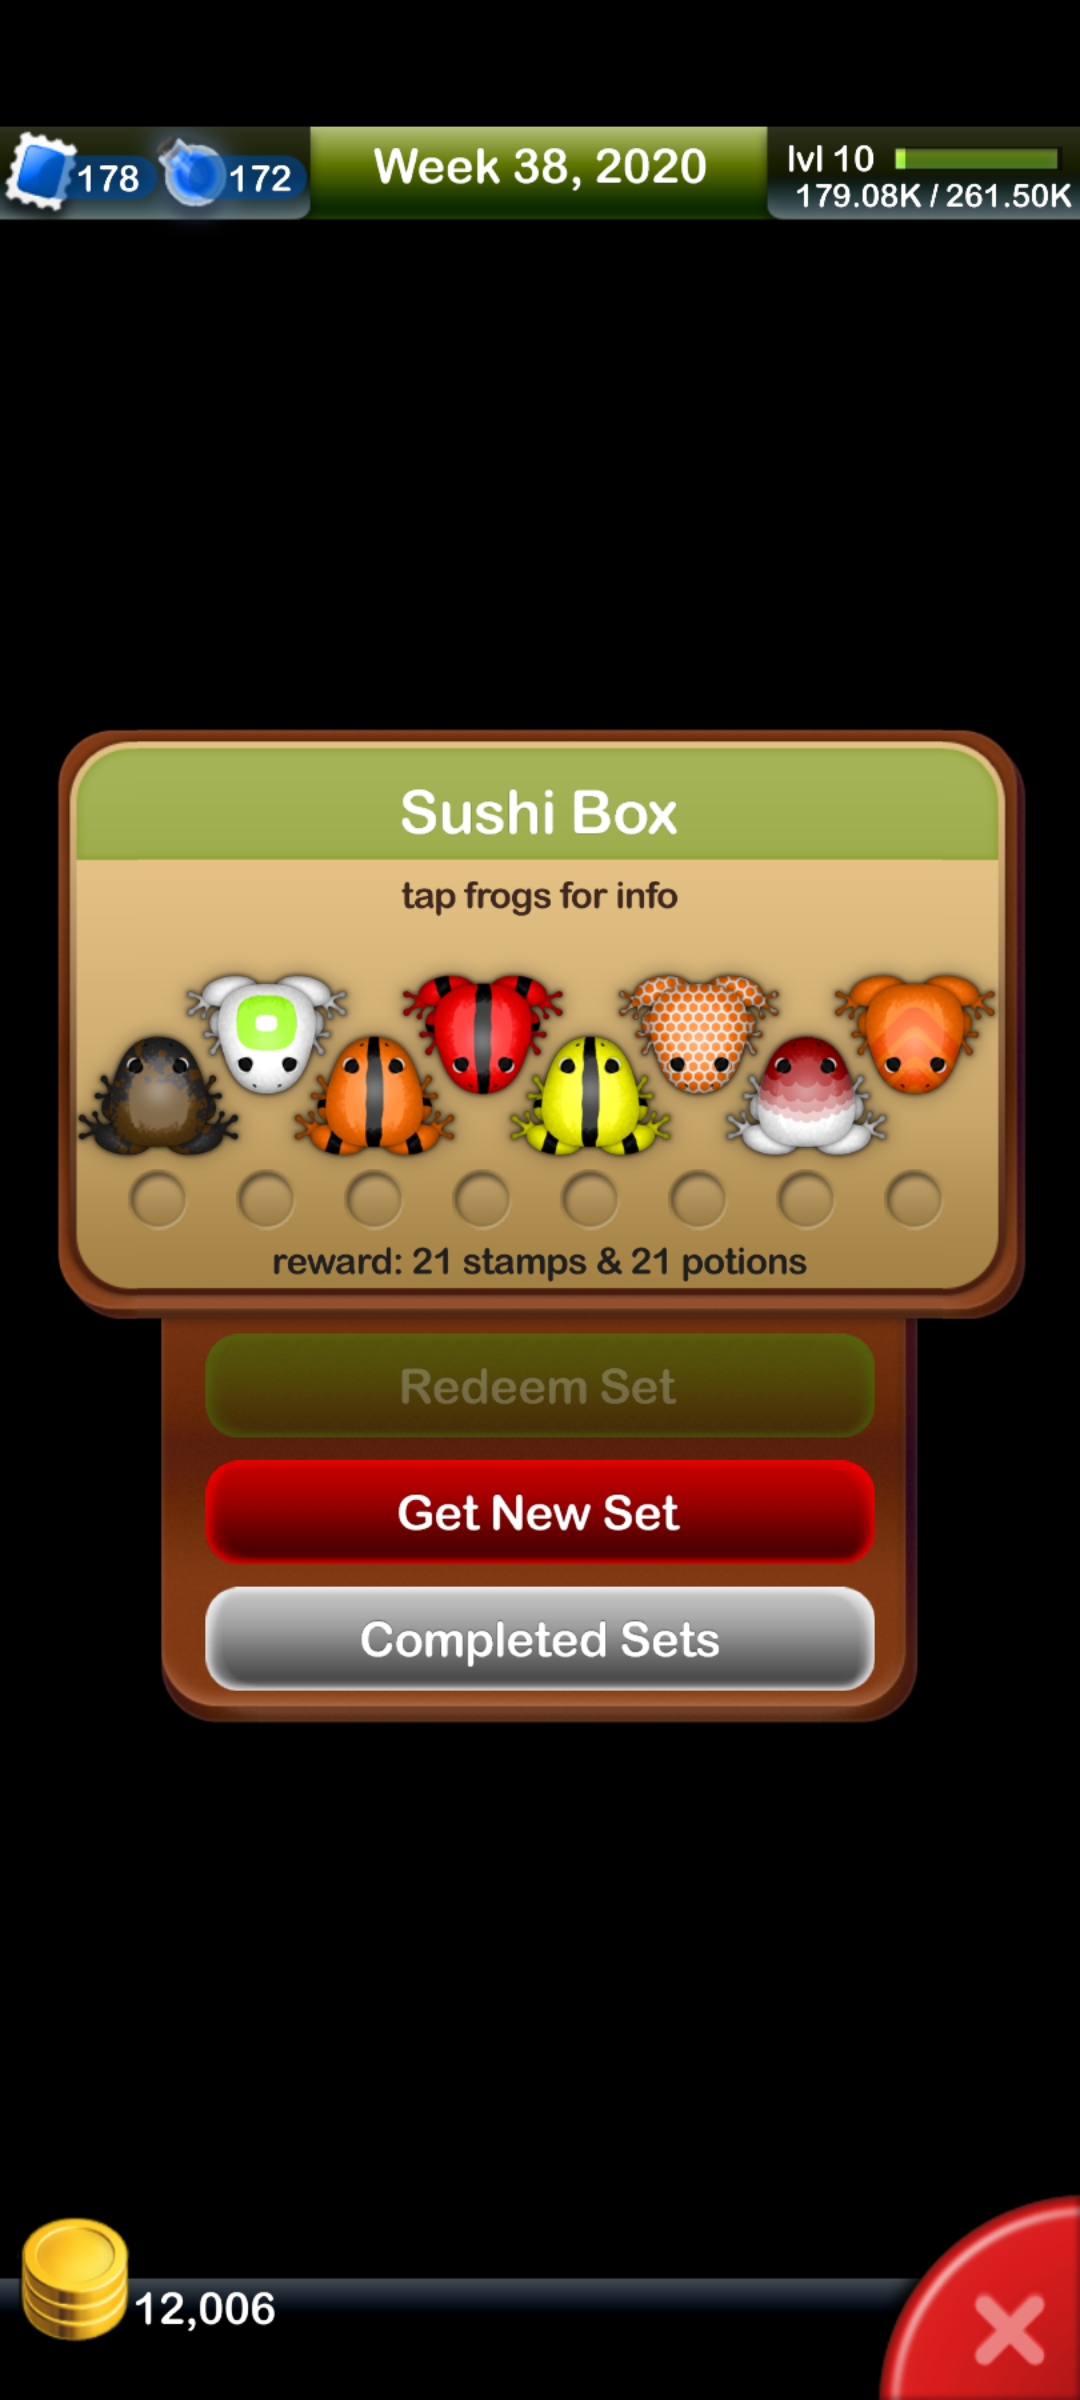 178
172
Week 38, 2020
lvl 10
179.08K / 261.50K
Sushi Box
tap frogs for info
reward: 21 stamps & 21 potions
Redeem Set
Get New Set
Completed Sets
12,006